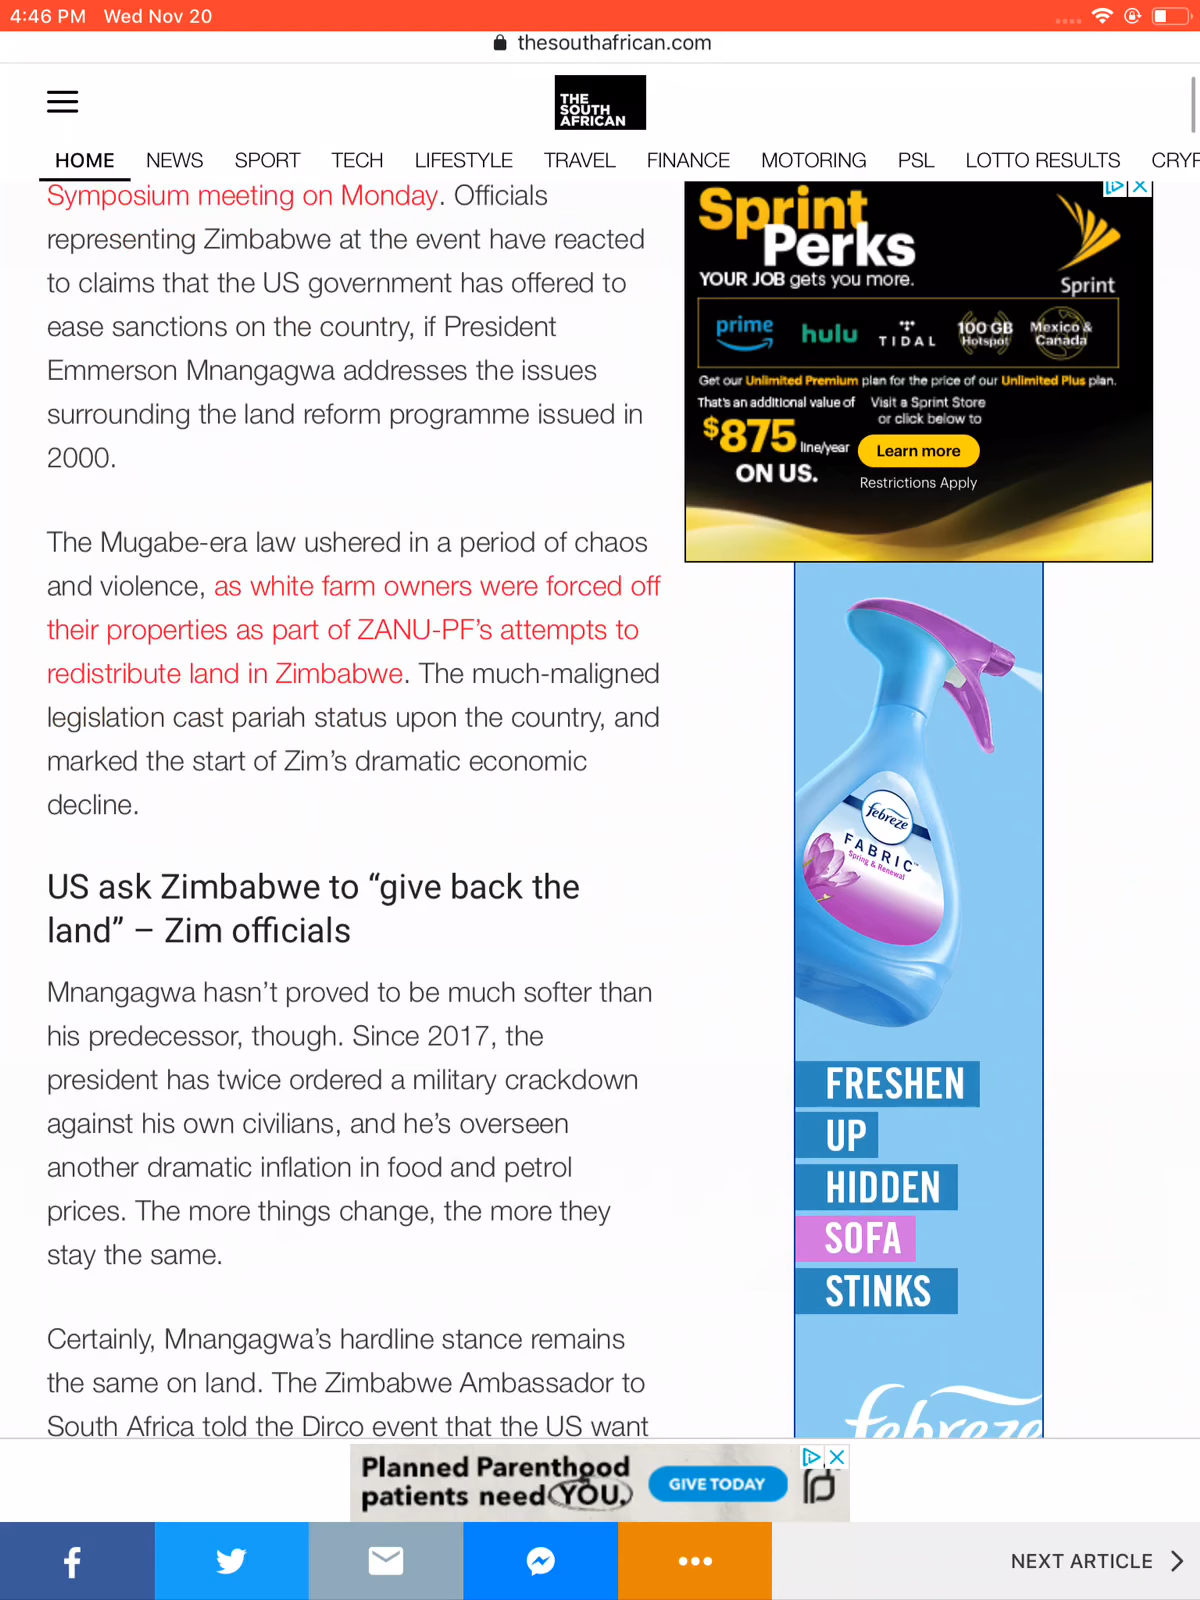 4:46 PM Wed Nov 20
thesouthafrican.com
THE
SOUTH
AFRICAN
HOME NEWS SPORT TECH LIFESTYLE TRAVEL FINANCE MOTORING PSL LOTTO RESULTS CRYP
Symposium meeting on Monday. Officials
representing Zimbabwe at the event have reacted
to claims that the US government has offered to
ease sanctions on the country, if President
Emmerson Mnangagwa addresses the issues
surrounding the land reform programme issued in
2000.
The Mugabe-era law ushered in a period of chaos
and violence, as white farm owners were forced off
their properties as part of ZANU-PF’s attempts to
redistribute land in Zimbabwe. The much-maligned
legislation cast pariah status upon the country, and
marked the start of Zim’s dramatic economic
decline.
US ask Zimbabwe to “give back the
land” – Zim officials
Mnangagwa hasn’t proved to be much softer than
his predecessor, though. Since 2017, the
president has twice ordered a military crackdown
against his own civilians, and he’s overseen
another dramatic inflation in food and petrol
prices. The more things change, the more they
stay the same.
Certainly, Mnangagwa’s hardline stance remains
the same on land. The Zimbabwe Ambassador to
South Africa told the Dirco event that the US want
Sprint
Perks
YOUR JOB gets you more.
Sprint
prime hulu TIDAL 100 GB Hotspot Mexico & Canada
Get our Unlimited Premium plan for the price of our Unlimited Plus plan.
That's an additional value of
$875 line/year
ON US.
Visit a Sprint Store
or click below to
Learn more
Restrictions Apply
febreze
FABRIC™
Spring & Renewal
FRESHEN
UP
HIDDEN
SOFA
STINKS
febreze
Planned Parenthood
patients need YOU.
GIVE TODAY
NEXT ARTICLE